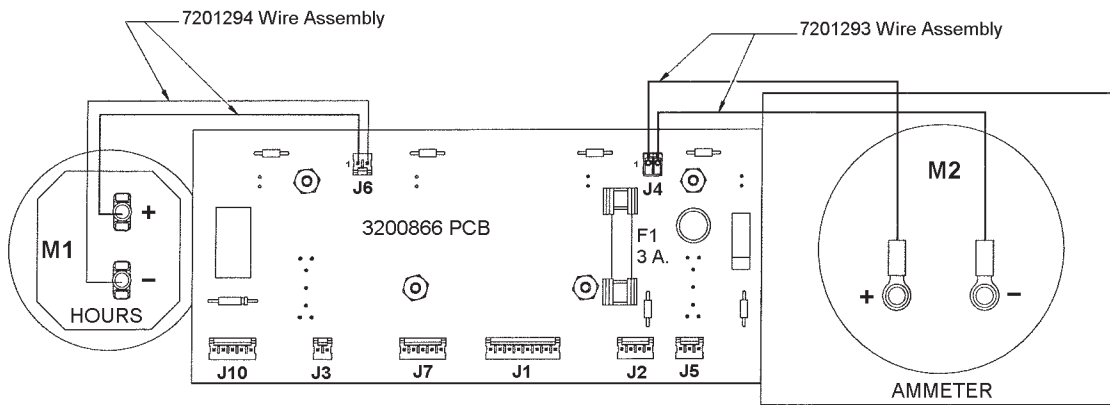 7201294 Wire Assembly
7201293 Wire Assembly
1
J6
1
J4
M2
M1
+
−
HOURS
3200866 PCB
F1
3 A.
+
−
J10
J3
J7
J1
J2
J5
AMMETER